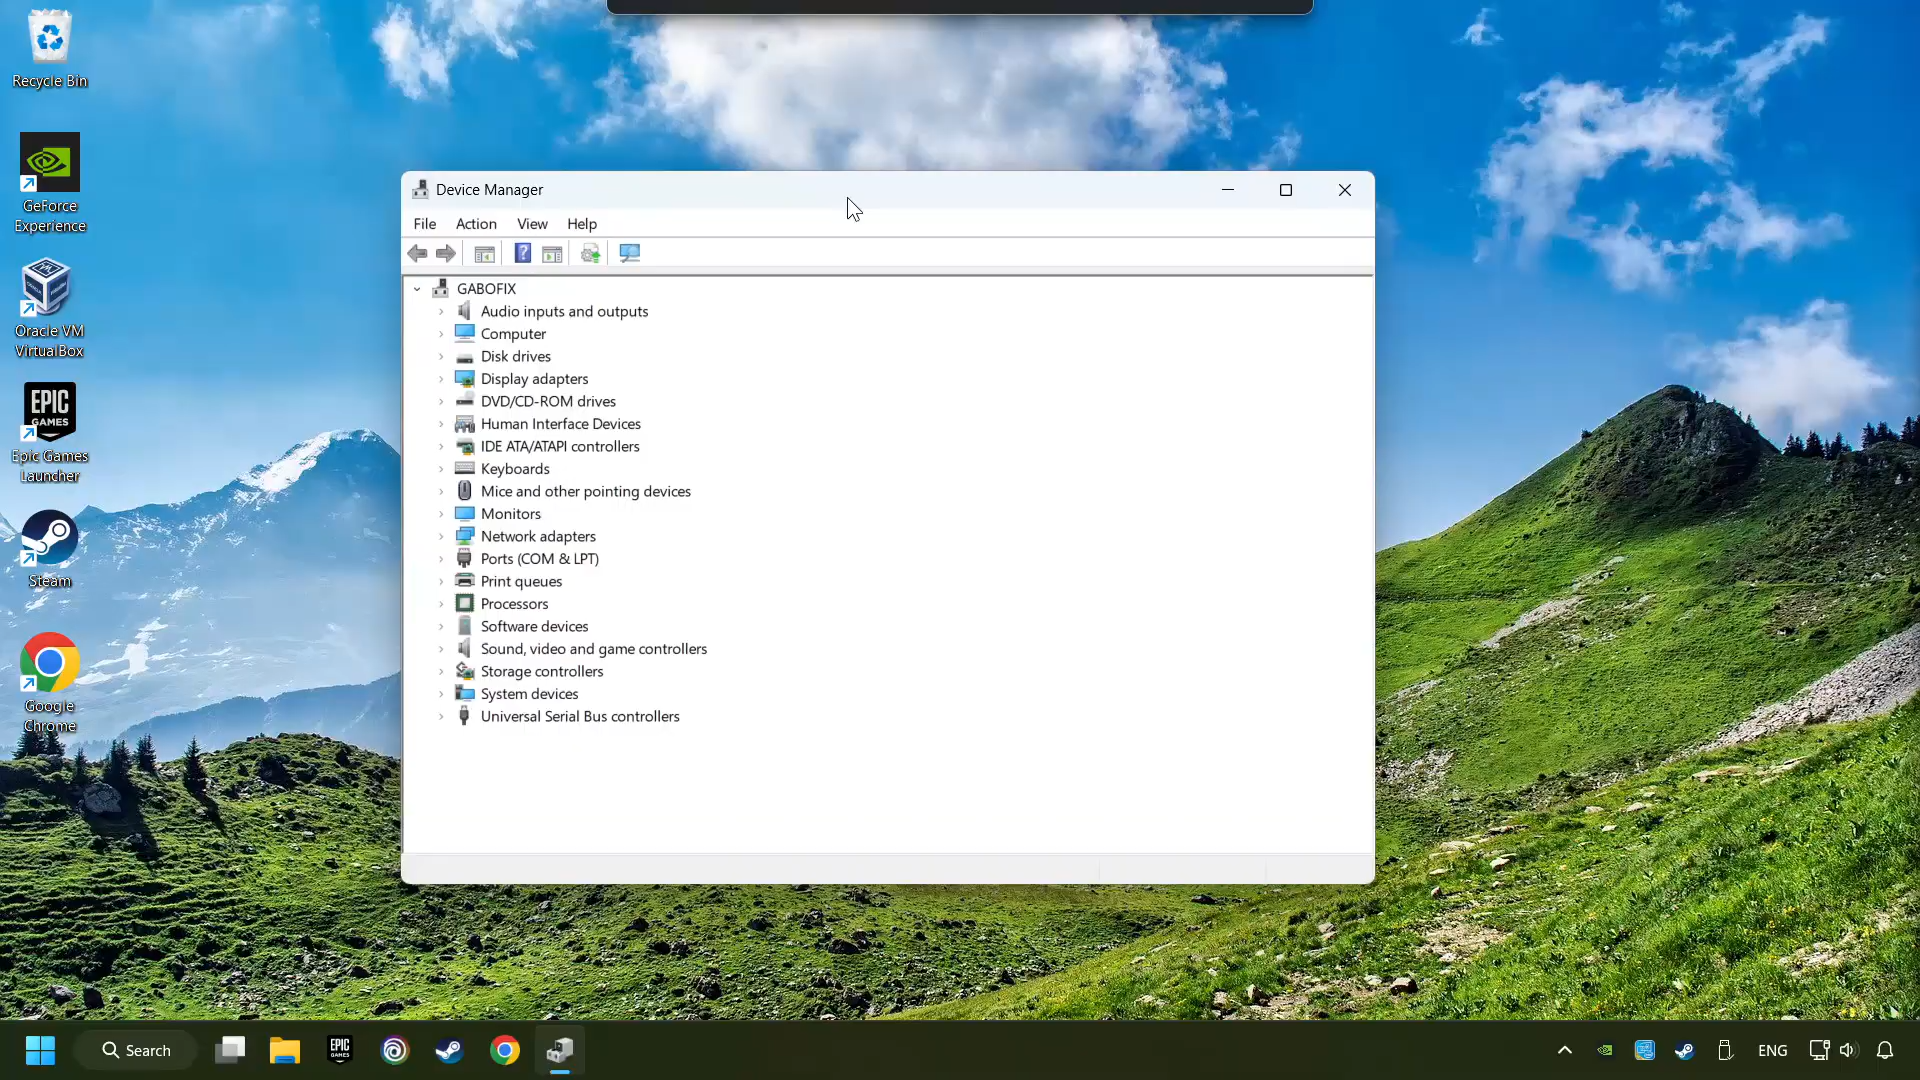 Recycle Bin
GeForce
Experience
Oracle VM
VirtualBox
EPIC
GAMES
Epic Games
Launcher
Steam
Google
Chrome
Device Manager
File Action View Help
GABOFIX
Audio inputs and outputs
Computer
Disk drives
Display adapters
DVD/CD-ROM drives
Human Interface Devices
IDE ATA/ATAPI controllers
Keyboards
Mice and other pointing devices
Monitors
Network adapters
Ports (COM & LPT)
Print queues
Processors
Software devices
Sound, video and game controllers
Storage controllers
System devices
Universal Serial Bus controllers
Search
EPIC
GAMES
ENG